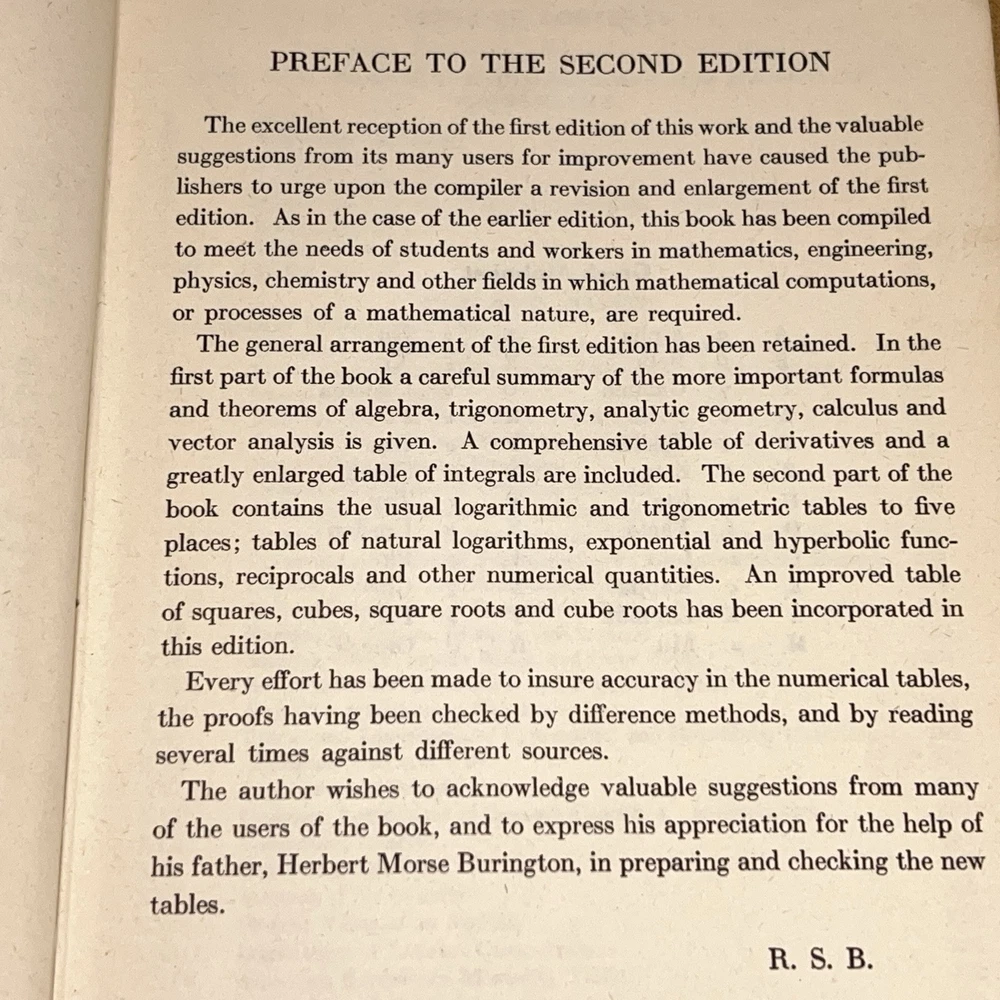 PREFACE TO THE SECOND EDITION
The excellent reception of the first edition of this work and the valuable
suggestions from its many users for improvement have caused the pub-
lishers to urge upon the compiler a revision and enlargement of the first
edition. As in the case of the earlier edition, this book has been compiled
to meet the needs of students and workers in mathematics, engineering,
physics, chemistry and other fields in which mathematical computations,
or processes of a mathematical nature, are required.
The general arrangement of the first edition has been retained. In the
first part of the book a careful summary of the more important formulas
and theorems of algebra, trigonometry, analytic geometry, calculus and
vector analysis is given. A comprehensive table of derivatives and a
greatly enlarged table of integrals are included. The second part of the
book contains the usual logarithmic and trigonometric tables to five
places; tables of natural logarithms, exponential and hyperbolic func-
tions, reciprocals and other numerical quantities. An improved table
of squares, cubes, square roots and cube roots has been incorporated in
this edition.
Every effort has been made to insure accuracy in the numerical tables,
the proofs having been checked by difference methods, and by reading
several times against different sources.
The author wishes to acknowledge valuable suggestions from many
of the users of the book, and to express his appreciation for the help of
his father, Herbert Morse Burington, in preparing and checking the new
tables.
R. S. B.